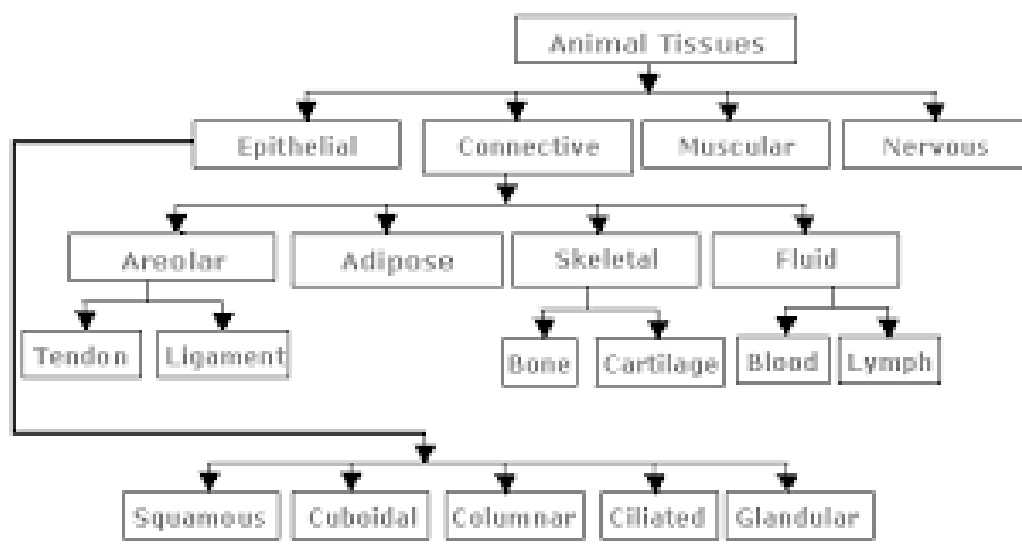 Animal Tissues
Epithelial
Connective
Muscular
Nervous
Areolar
Adipose
Skeletal
Fluid
Tendon
Ligament
Bone
Cartilage
Blood
Lymph
Squamous
Cuboidal
Columnar
Ciliated
Glandular